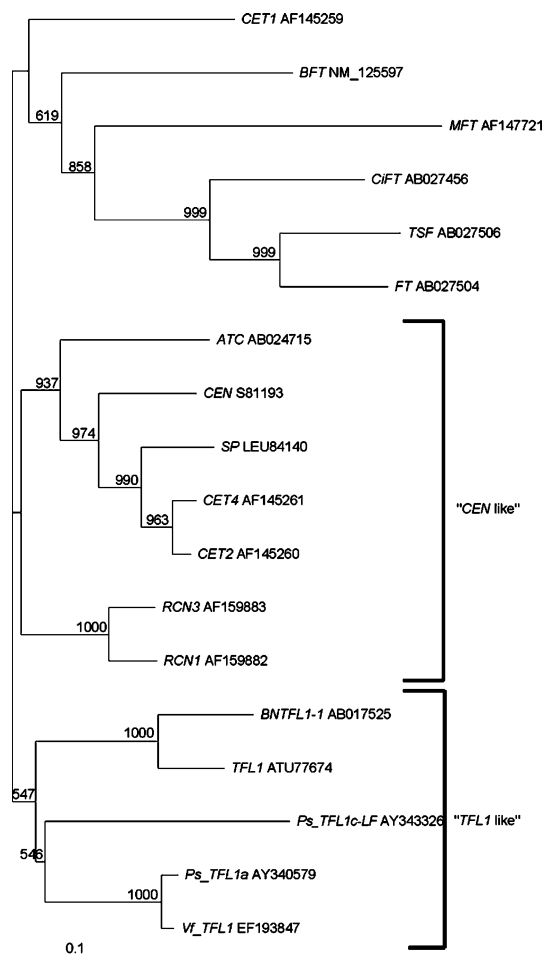 CET1 AF145259
BFT NM_125597
619
MFT AF147721
858
CiFT AB027456
999
TSF AB027506
999
FT AB027504
ATC AB024715
937
CEN S81193
974
SP LEU84140
990
CET4 AF145261
"CEN like"
963
CET2 AF145260
RCN3 AF159883
1000
RCN1 AF159882
BNTFL1-1 AB017525
1000
TFL1 ATU77674
547
Ps_TFL1c-LF AY343326
"TFL1 like"
546
Ps_TFL1a AY340579
1000
Vf_TFL1 EF193847
0.1